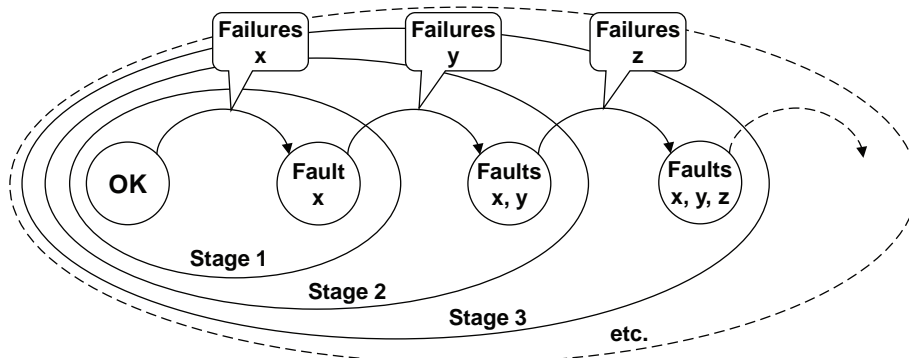 Failures
x
Failures
y
Failures
z
OK
Fault
x
Faults
x, y
Faults
x, y, z
Stage 1
Stage 2
Stage 3
etc.